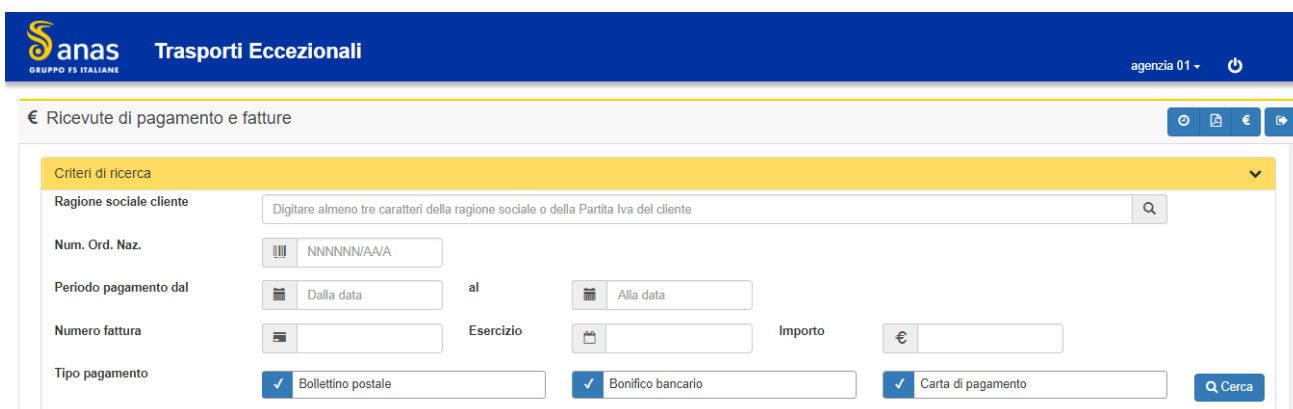 anas
GRUPPO FS ITALIANE
Trasporti Eccezionali
agenzia 01
€ Ricevute di pagamento e fatture
€
Criteri di ricerca
Ragione sociale cliente
Digitare almeno tre caratteri della ragione sociale o della Partita Iva del cliente
Num. Ord. Naz.
NNNNNN/AA/A
Periodo pagamento dal
Dalla data
al
Alla data
Numero fattura
Esercizio
Importo
€
Tipo pagamento
Bollettino postale
Bonifico bancario
Carta di pagamento
Cerca